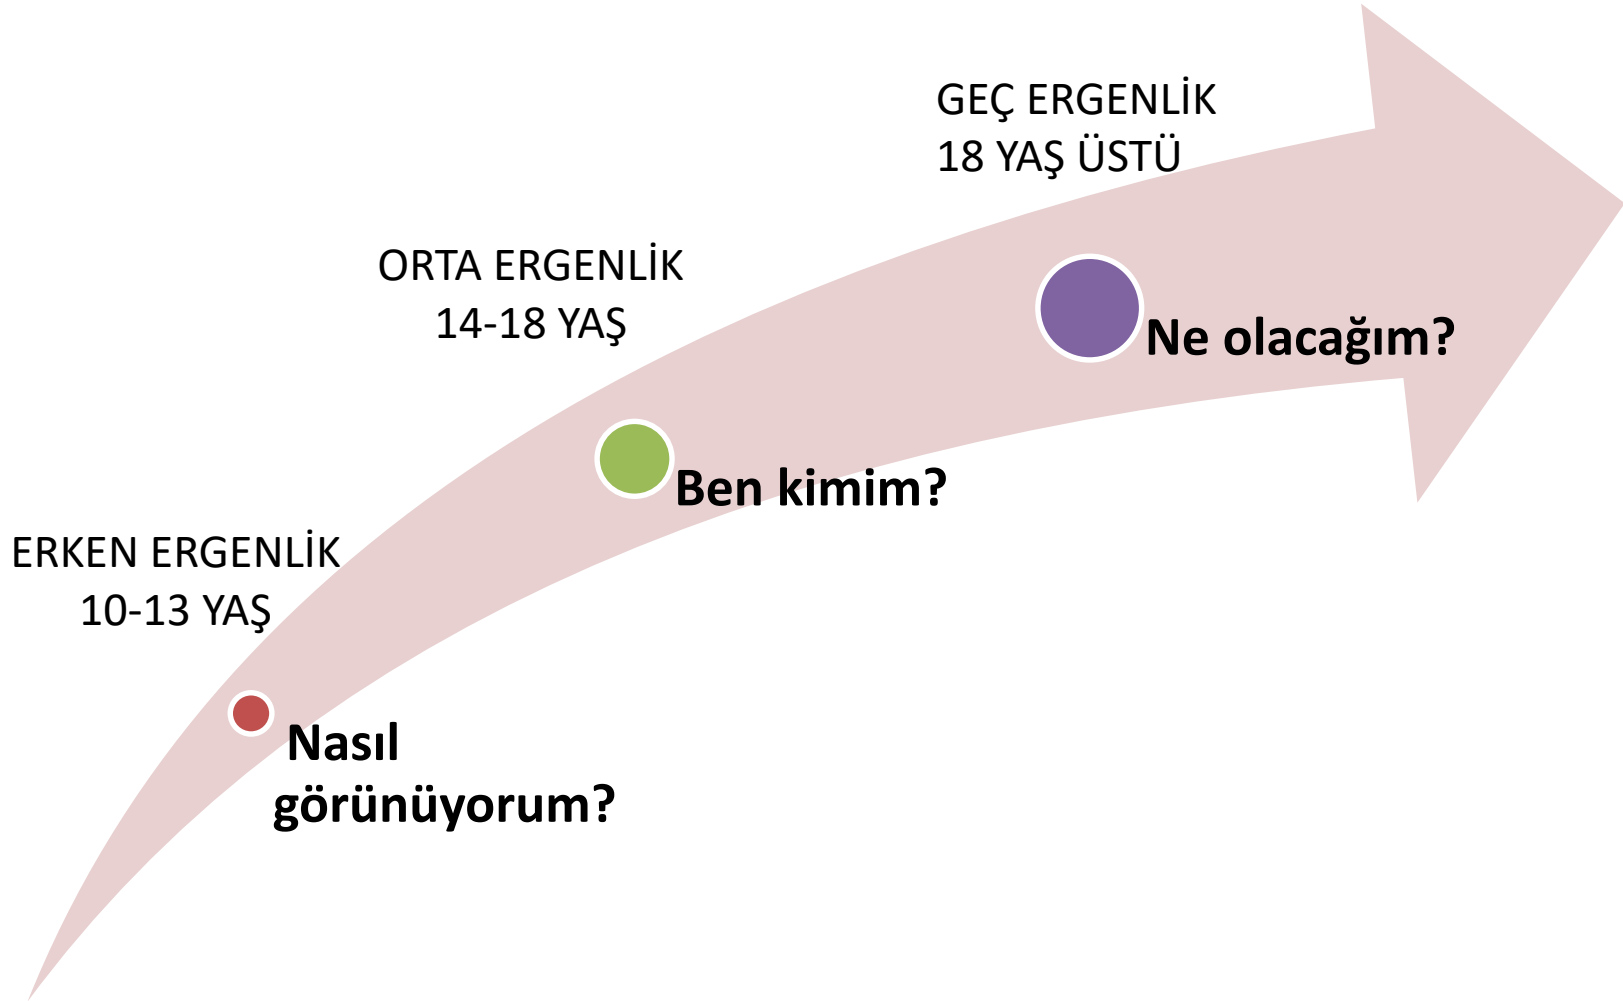 GEÇ ERGENLİK
18 YAŞ ÜSTÜ
Ne olacağım?
ORTA ERGENLİK
14-18 YAŞ
Ben kimim?
ERKEN ERGENLİK
10-13 YAŞ
Nasıl
görünüyorum?